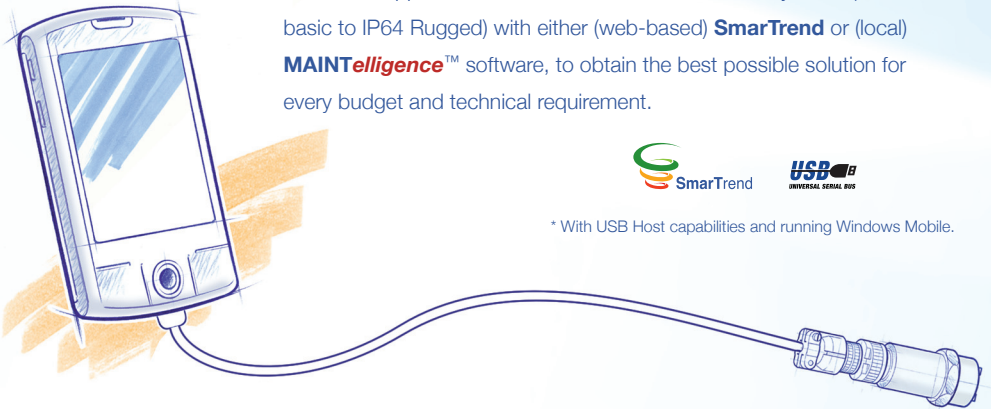 basic to IP64 Rugged) with either (web-based) SmarTrend or (local)
MAINTelligence™ software, to obtain the best possible solution for
every budget and technical requirement.
SmarTrend
USB
UNIVERSAL SERIAL BUS
* With USB Host capabilities and running Windows Mobile.